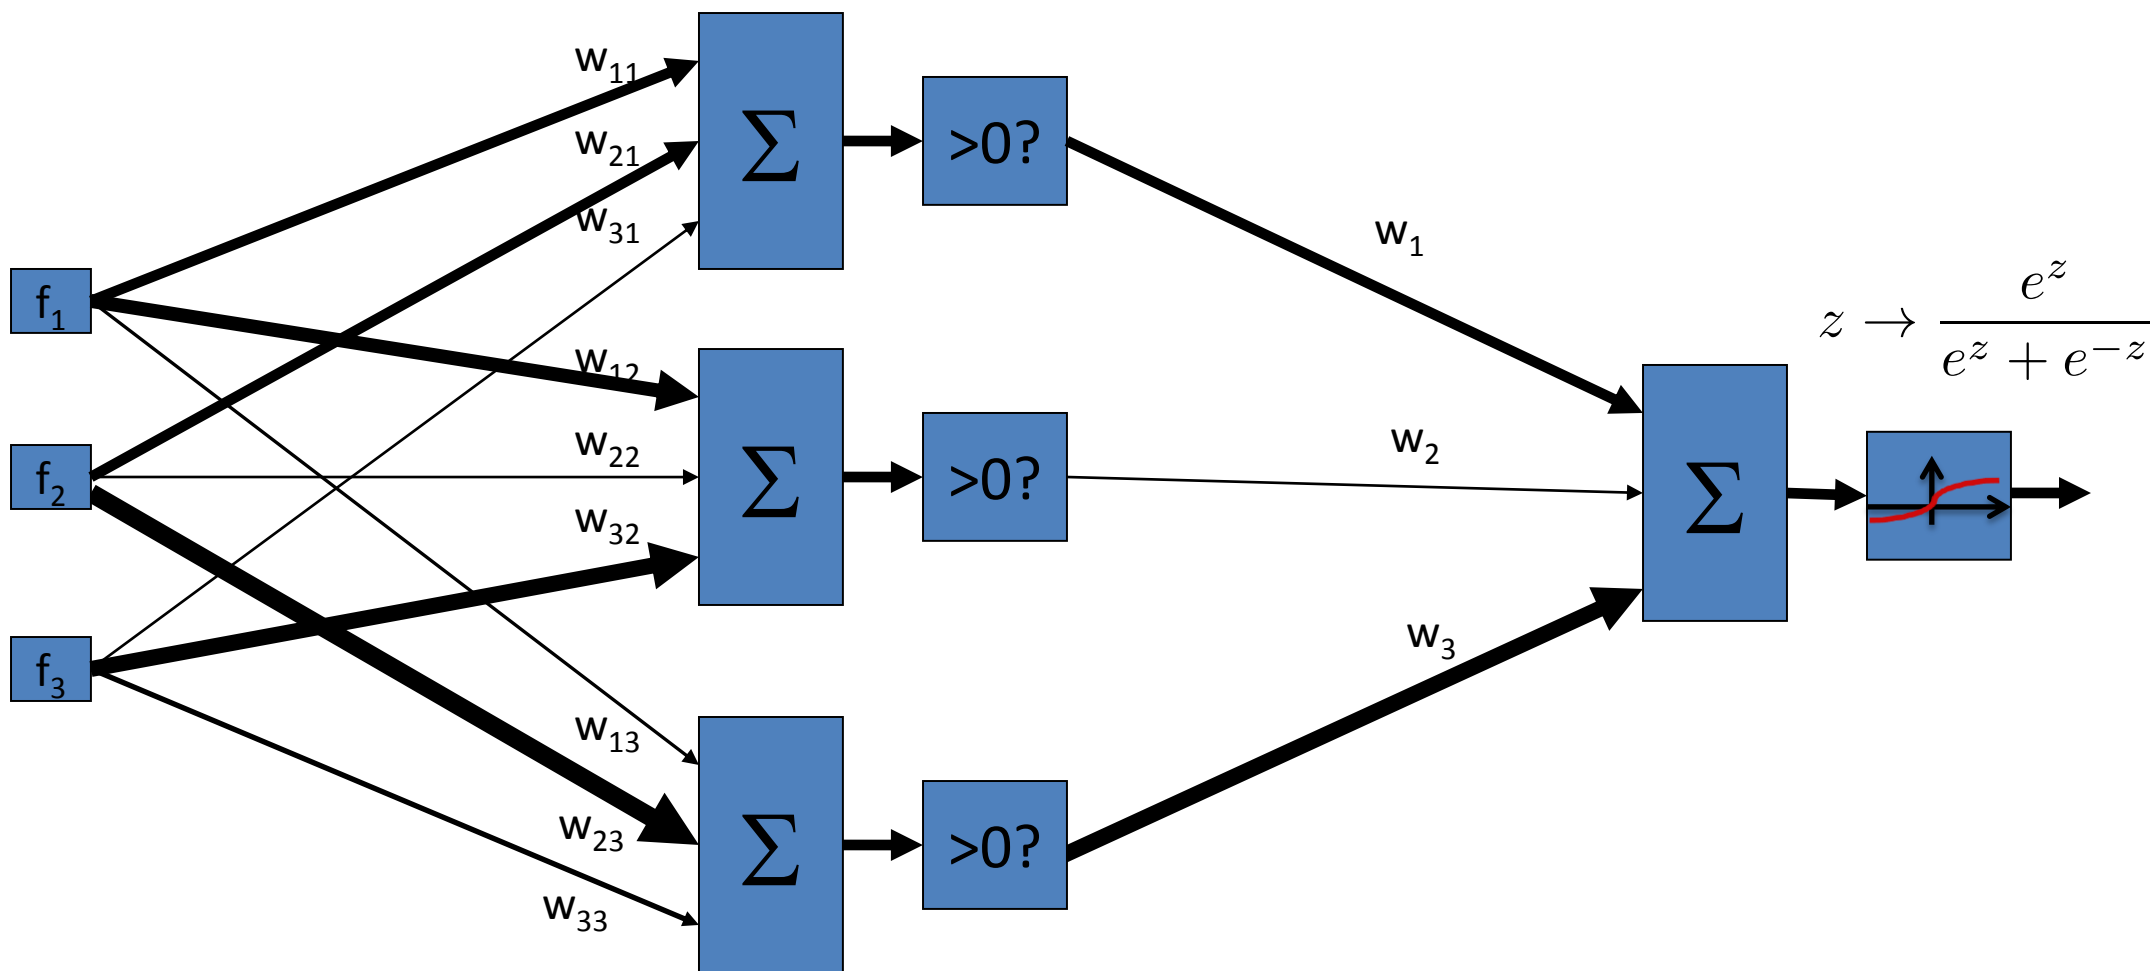 w₁₁
w₂₁
w₃₁
Σ
>0?
w₁
f₁
z → e^z / (e^z + e^{-z})
w₁₂
w₂₂
w₃₂
Σ
>0?
w₂
Σ
f₂
f₃
w₃
w₁₃
w₂₃
w₃₃
Σ
>0?